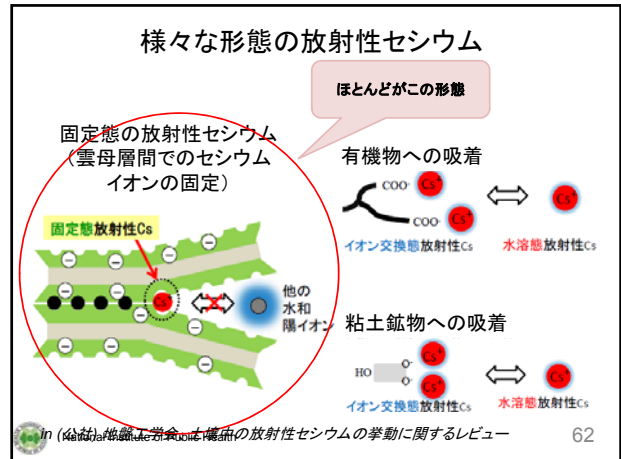 様々な形態の放射性セシウム
ほとんどがこの形態
固定態の放射性セシウム
(雲母層間でのセシウム
イオンの固定)
固定態放射性Cs
Cs⁺
他の
水和
陽イオン
有機物への吸着
COO⁻ Cs⁺
COO⁻ Cs⁺
Cs⁺
イオン交換態放射性Cs
水溶態放射性Cs
粘土鉱物への吸着
HO
O⁻ Cs⁺
O⁻ Cs⁺
Cs⁺
イオン交換態放射性Cs
水溶態放射性Cs
in (公社) 地盤工学会 土壌中の放射性セシウムの挙動に関するレビュー
National Institute of Public Health
62